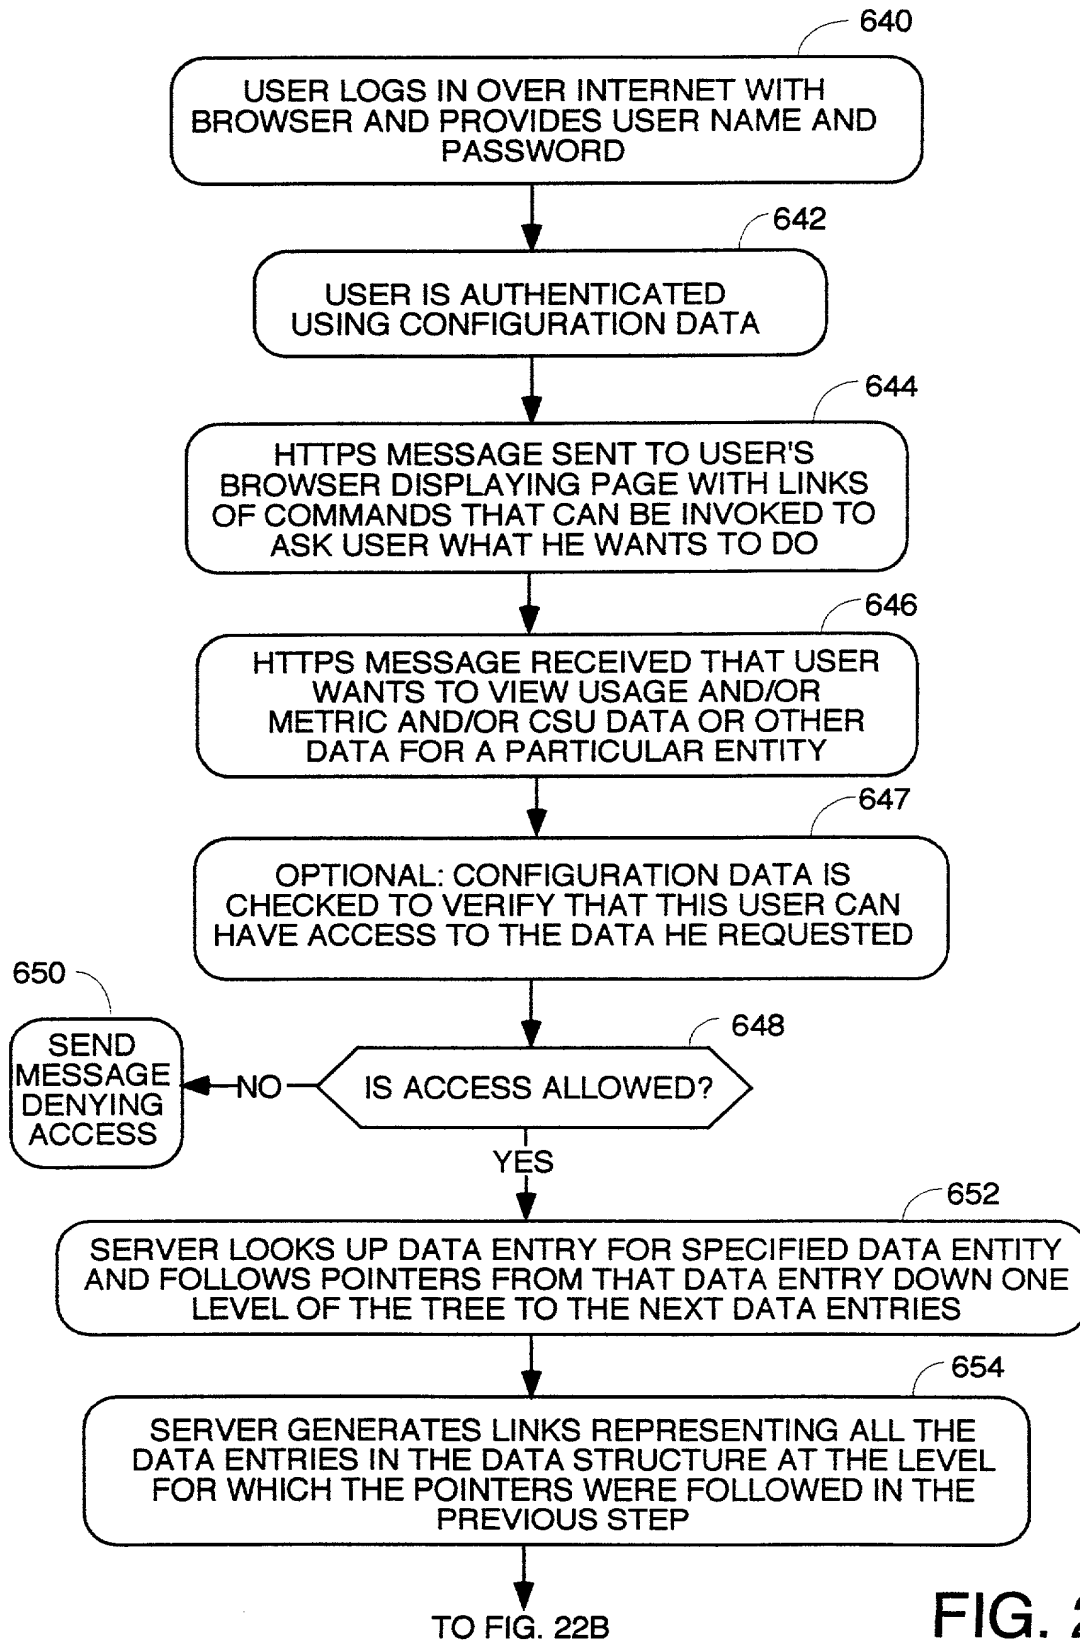 640
USER LOGS IN OVER INTERNET WITH
BROWSER AND PROVIDES USER NAME AND
PASSWORD
642
USER IS AUTHENTICATED
USING CONFIGURATION DATA
644
HTTPS MESSAGE SENT TO USER'S
BROWSER DISPLAYING PAGE WITH LINKS
OF COMMANDS THAT CAN BE INVOKED TO
ASK USER WHAT HE WANTS TO DO
646
HTTPS MESSAGE RECEIVED THAT USER
WANTS TO VIEW USAGE AND/OR
METRIC AND/OR CSU DATA OR OTHER
DATA FOR A PARTICULAR ENTITY
647
OPTIONAL: CONFIGURATION DATA IS
CHECKED TO VERIFY THAT THIS USER CAN
HAVE ACCESS TO THE DATA HE REQUESTED
650
SEND
MESSAGE
DENYING
ACCESS
NO
648
IS ACCESS ALLOWED?
YES
652
SERVER LOOKS UP DATA ENTRY FOR SPECIFIED DATA ENTITY
AND FOLLOWS POINTERS FROM THAT DATA ENTRY DOWN ONE
LEVEL OF THE TREE TO THE NEXT DATA ENTRIES
654
SERVER GENERATES LINKS REPRESENTING ALL THE
DATA ENTRIES IN THE DATA STRUCTURE AT THE LEVEL
FOR WHICH THE POINTERS WERE FOLLOWED IN THE
PREVIOUS STEP
TO FIG. 22B
FIG.